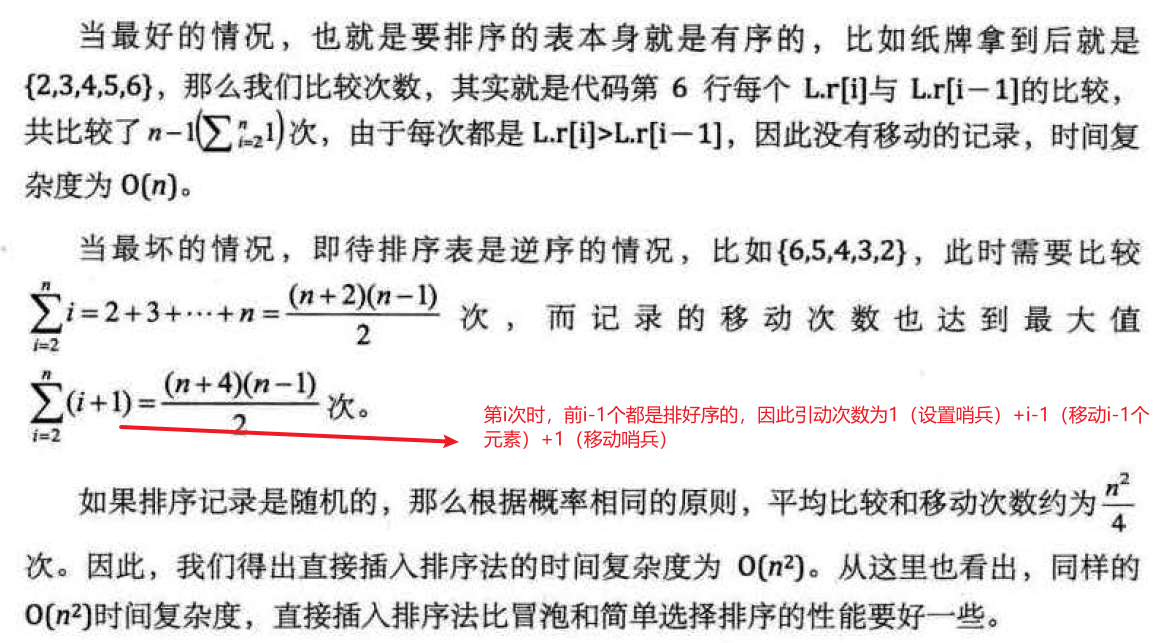 当最好的情况，也就是要排序的表本身就是有序的，比如纸牌拿到后就是
{2,3,4,5,6}，那么我们比较次数，其实就是代码第 6 行每个 L.r[i]与 L.r[i－1]的比较，
共比较了 n−1(∑ⁿᵢ₌₂1)次，由于每次都是 L.r[i]>L.r[i－1]，因此没有移动的记录，时间复
杂度为 O(n)。
当最坏的情况，即待排序表是逆序的情况，比如{6,5,4,3,2}，此时需要比较
∑ⁿᵢ₌₂ i=2+3+⋯+n=(n+2)(n−1)/2 次，而记录的移动次数也达到最大值
∑ⁿᵢ₌₂ (i+1)=(n+4)(n−1)/2 次。
第i次时，前i-1个都是排好序的，因此引动次数为1（设置哨兵）+i-1（移动i-1个
元素）+1（移动哨兵）
如果排序记录是随机的，那么根据概率相同的原则，平均比较和移动次数约为 n²/4
次。因此，我们得出直接插入排序法的时间复杂度为 O(n²)。从这里也看出，同样的
O(n²)时间复杂度，直接插入排序法比冒泡和简单选择排序的性能要好一些。